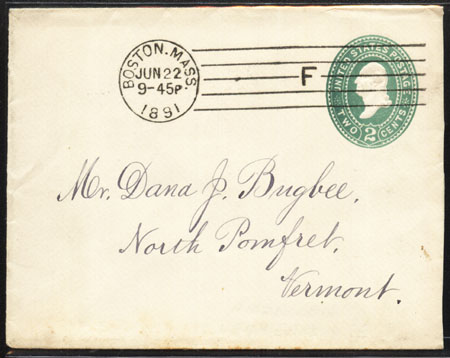 BOSTON. MASS.
JUN 22
9-45P.
1891
F
UNITED STATES POSTAGE
TWO 2 CENTS
Mr. Dana J. Bugbee,
North Pomfret,
Vermont.